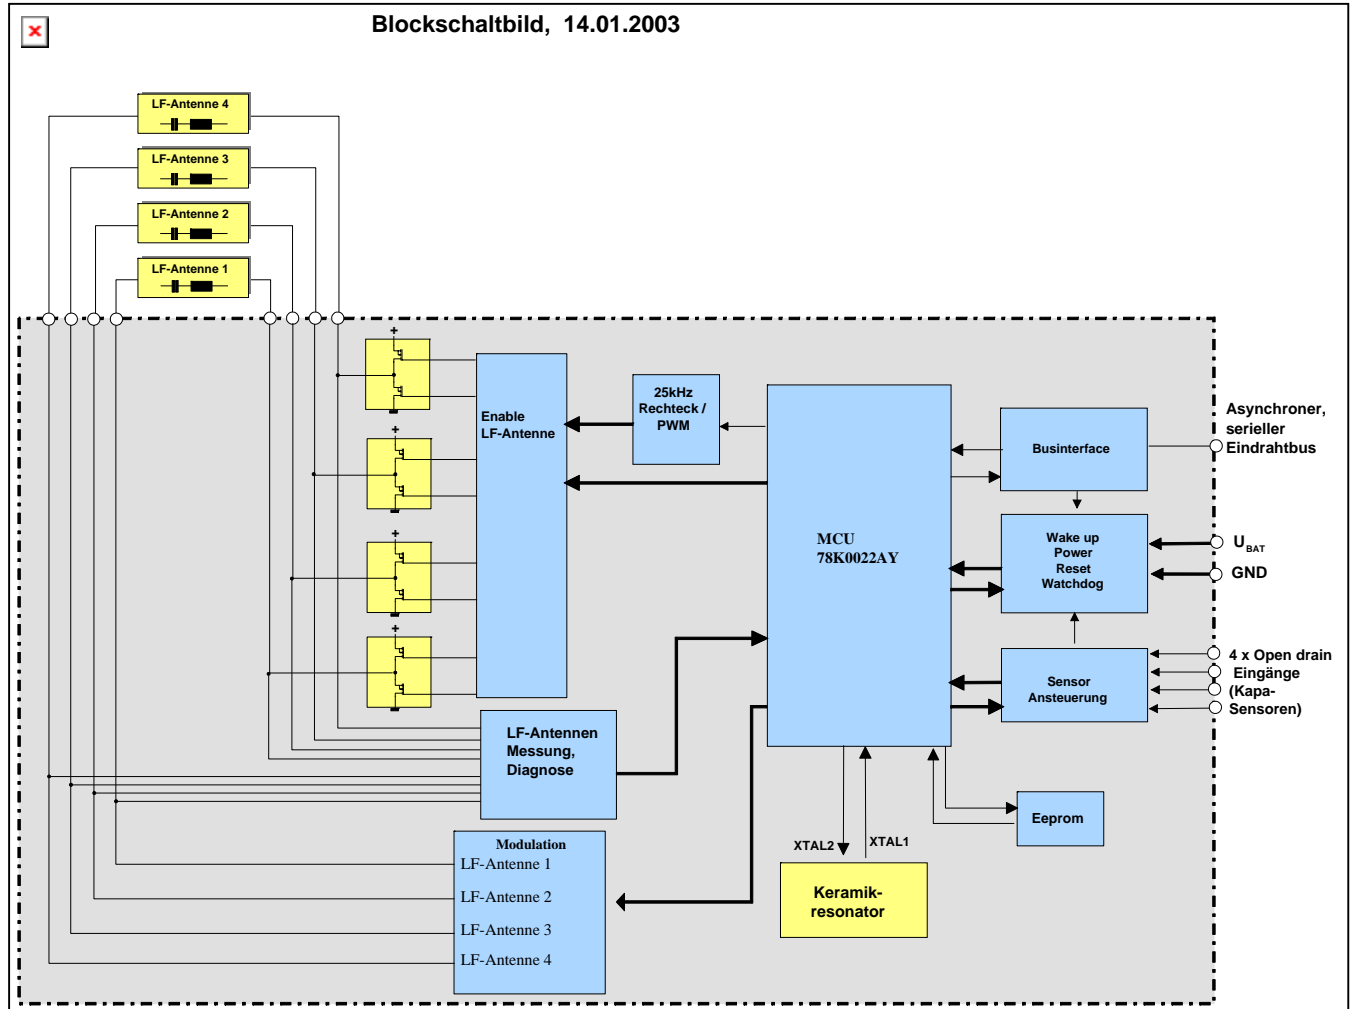 Blockschaltbild, 14.01.2003
LF-Antenne 4
LF-Antenne 3
LF-Antenne 2
LF-Antenne 1
+
+
+
+
Enable
LF-Antenne
25kHz
Rechteck /
PWM
MCU
78K0022AY
Businterface
Asynchroner,
serieller
Eindrahtbus
Wake up
Power
Reset
Watchdog
UBAT
GND
Sensor
Ansteuerung
4 x Open drain
Eingänge
(Kapa-
Sensoren)
LF-Antennen
Messung,
Diagnose
Eeprom
XTAL2
XTAL1
Keramik-
resonator
Modulation
LF-Antenne 1
LF-Antenne 2
LF-Antenne 3
LF-Antenne 4